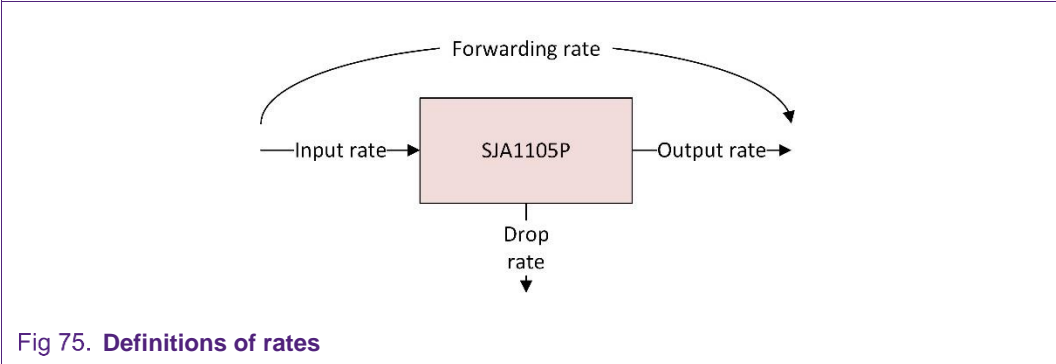 Forwarding rate
Input rate
SJA1105P
Output rate
Drop
rate
Fig 75. Definitions of rates